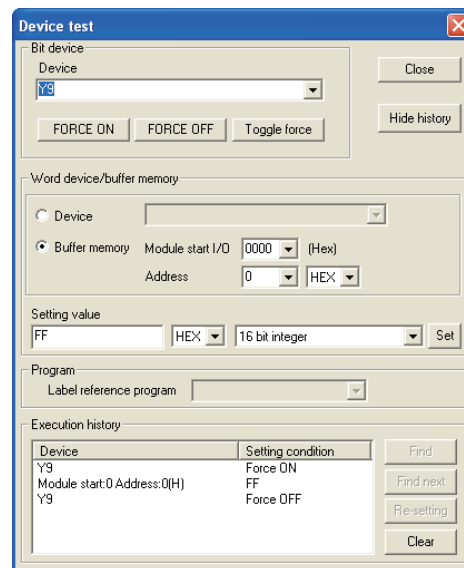 Device test
Bit device
Device
Close
Y9
Hide history
FORCE ON FORCE OFF Toggle force
Word device/buffer memory
Device
Buffer memory Module start I/O 0000 (Hex)
Address 0 HEX
Setting value
FF HEX 16 bit integer Set
Program
Label reference program
Execution history
Device Setting condition Find
Y9 Force ON
Module start:0 Address:0(H) FF Find next
Y9 Force OFF
Re-setting
Clear